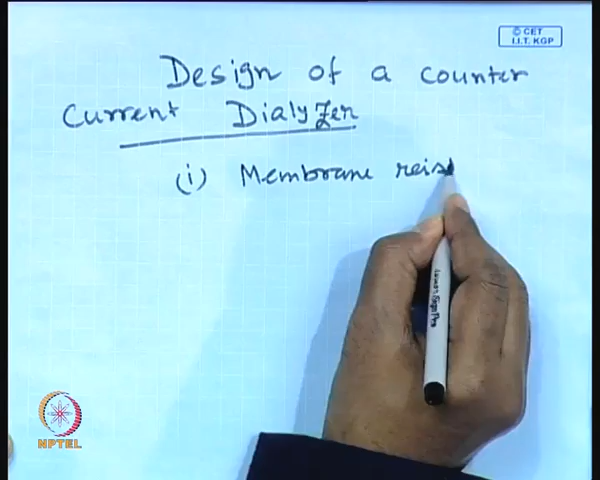 © CET
I.I.T. KGP
Design of a counter
Current Dialyzer
(i) Membrane reis
NPTEL